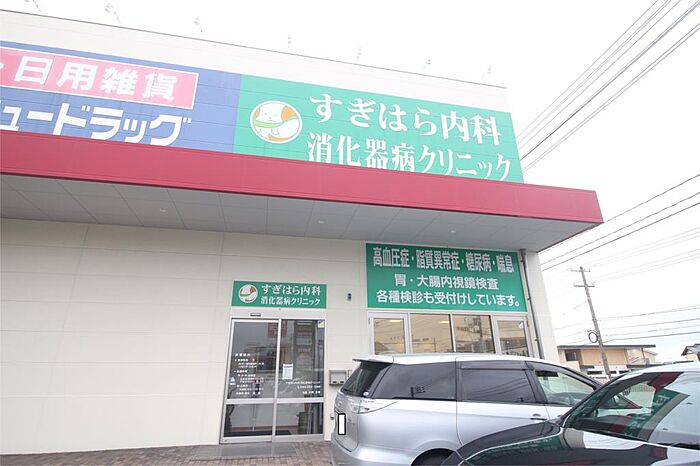 ・日用雑貨
ュードラッグ
すぎはら内科
消化器病クリニック
高血圧症・脂質異常症・糖尿病・喘息
胃・大腸内視鏡検査
各種検診も受付けしています。
すぎはら内科
消化器病クリニック